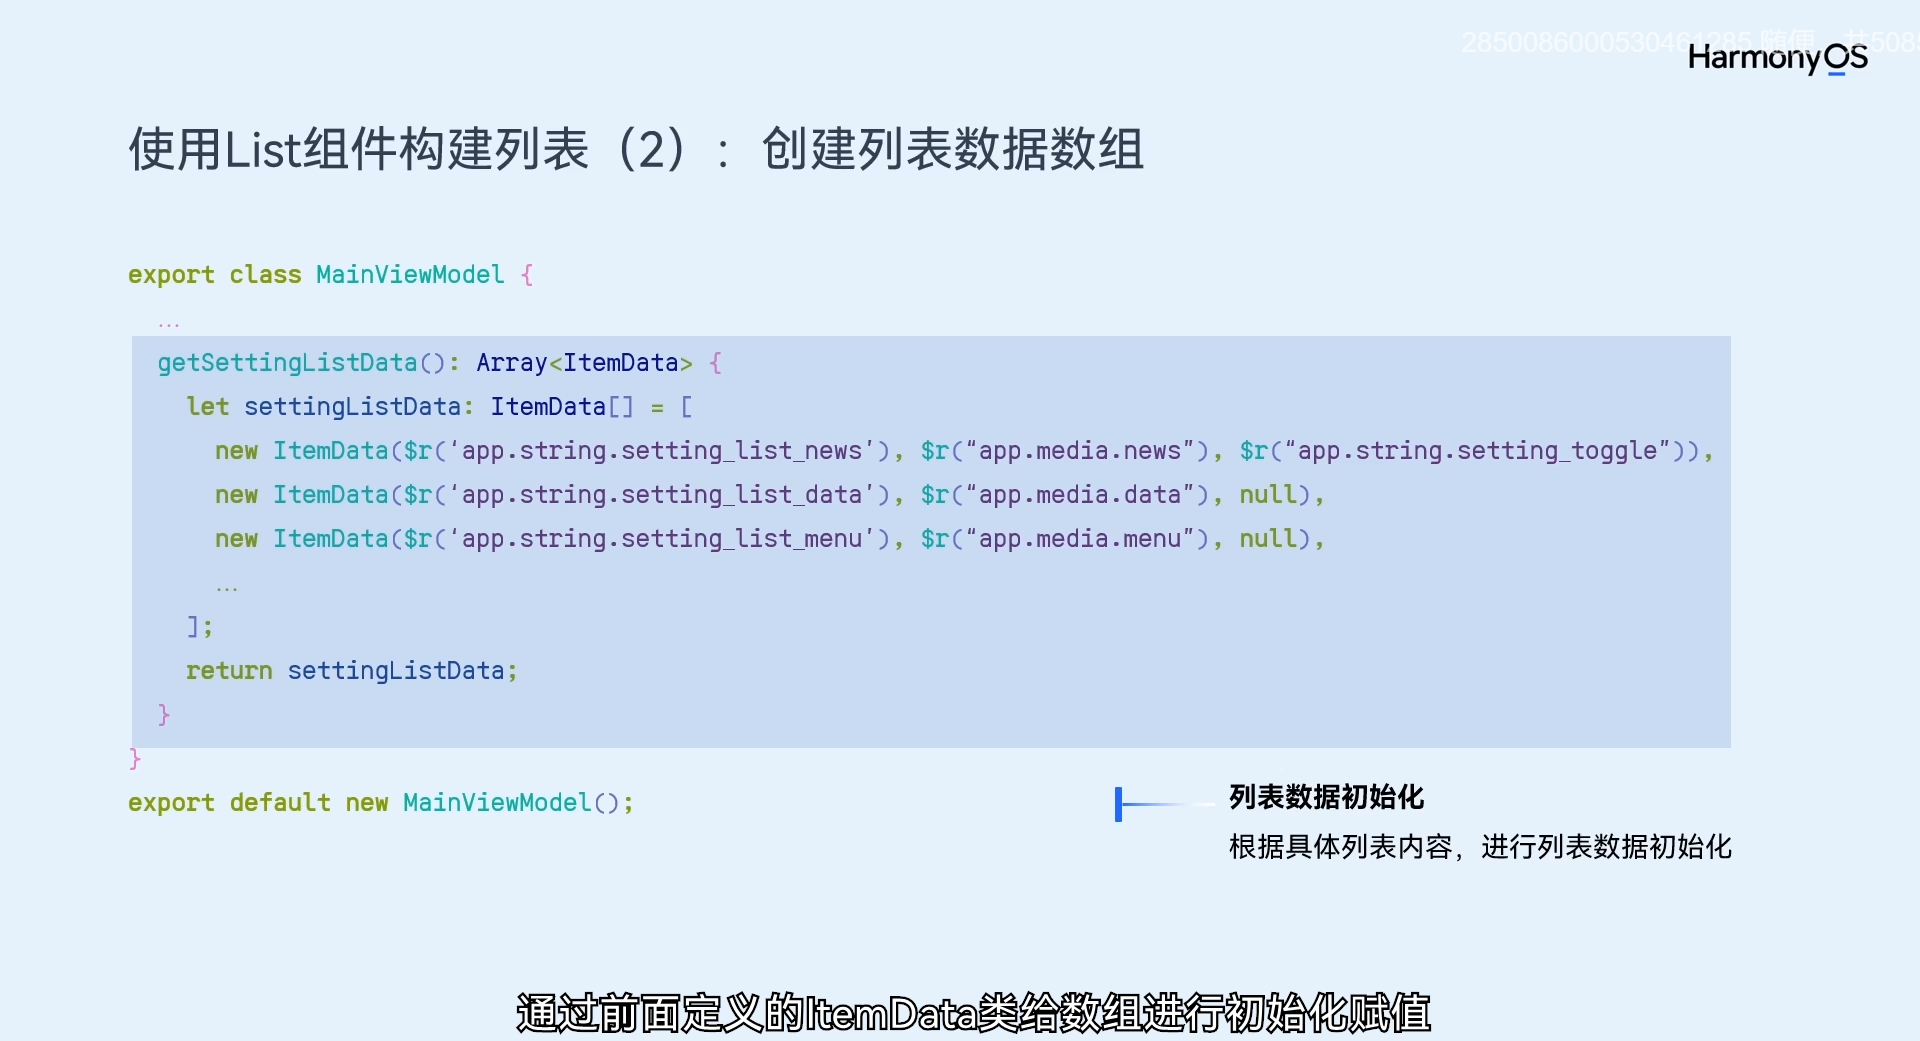 2850086000530461285 随便
HarmonyOS
使用List组件构建列表（2）：创建列表数据数组
export class MainViewModel {
...
getSettingListData(): Array<ItemData> {
let settingListData: ItemData[] = [
new ItemData($r(‘app.string.setting_list_news’), $r(“app.media.news”), $r(“app.string.setting_toggle”)),
new ItemData($r(‘app.string.setting_list_data’), $r(“app.media.data”), null),
new ItemData($r(‘app.string.setting_list_menu’), $r(“app.media.menu”), null),
...
];
return settingListData;
}
}
export default new MainViewModel();
列表数据初始化
根据具体列表内容，进行列表数据初始化
通过前面定义的ItemData类给数组进行初始化赋值